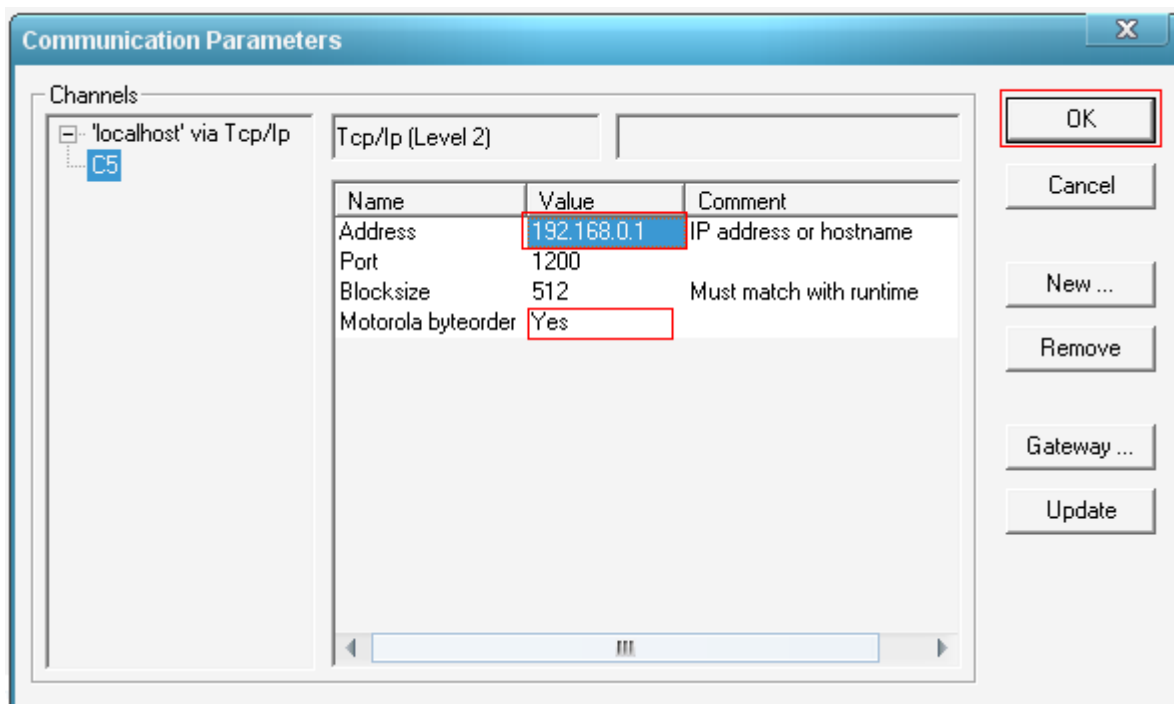 Communication Parameters
X
Channels
'localhost' via Tcp/Ip
C5
Tcp/Ip (Level 2)
Name Value Comment
Address 192.168.0.1 IP address or hostname
Port 1200
Blocksize 512 Must match with runtime
Motorola byteorder Yes
OK
Cancel
New ...
Remove
Gateway ...
Update